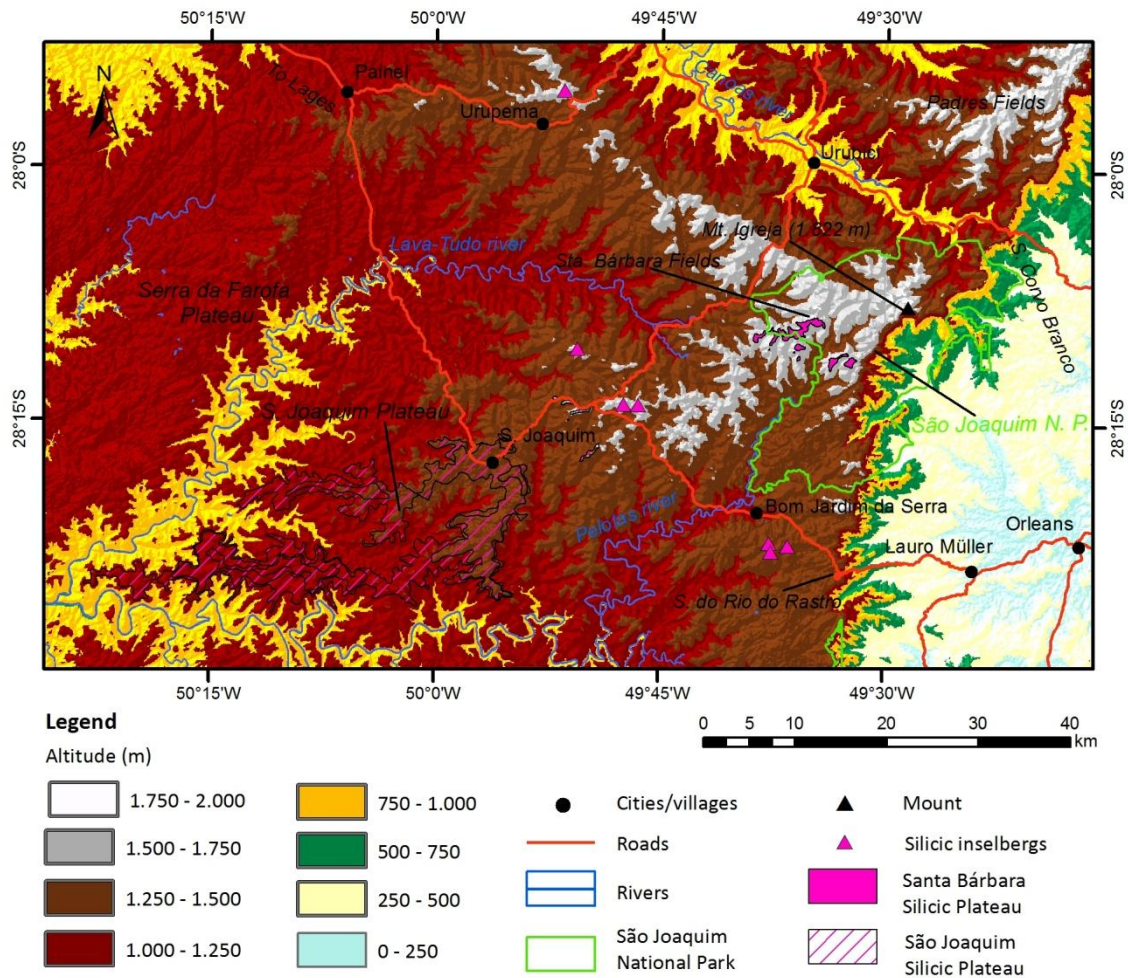 50°15'W 50°0'W 49°45'W 49°30'W
N
To Lages
Painel
Urupema
Canoas river
Padres Fields
Urubici
28°0'S
28°0'S
Mt. Igreja (1 822 m)
Lava-Tudo river
Sta. Bárbara Fields
S. Corvo Branco
Serra da Farofa
Plateau
28°15'S
28°15'S
S. Joaquim Plateau
S. Joaquim
São Joaquim N. P.
Pelotas river
Bom Jardim da Serra
Orleans
Lauro Müller
S. do Rio do Rastro
50°15'W 50°0'W 49°45'W 49°30'W
Legend
Altitude (m)
0 5 10 20 30 40
km
1.750 - 2.000
1.500 - 1.750
1.250 - 1.500
1.000 - 1.250
750 - 1.000
500 - 750
250 - 500
0 - 250
Cities/villages
Roads
Rivers
São Joaquim
National Park
Mount
Silicic inselbergs
Santa Bárbara
Silicic Plateau
São Joaquim
Silicic Plateau